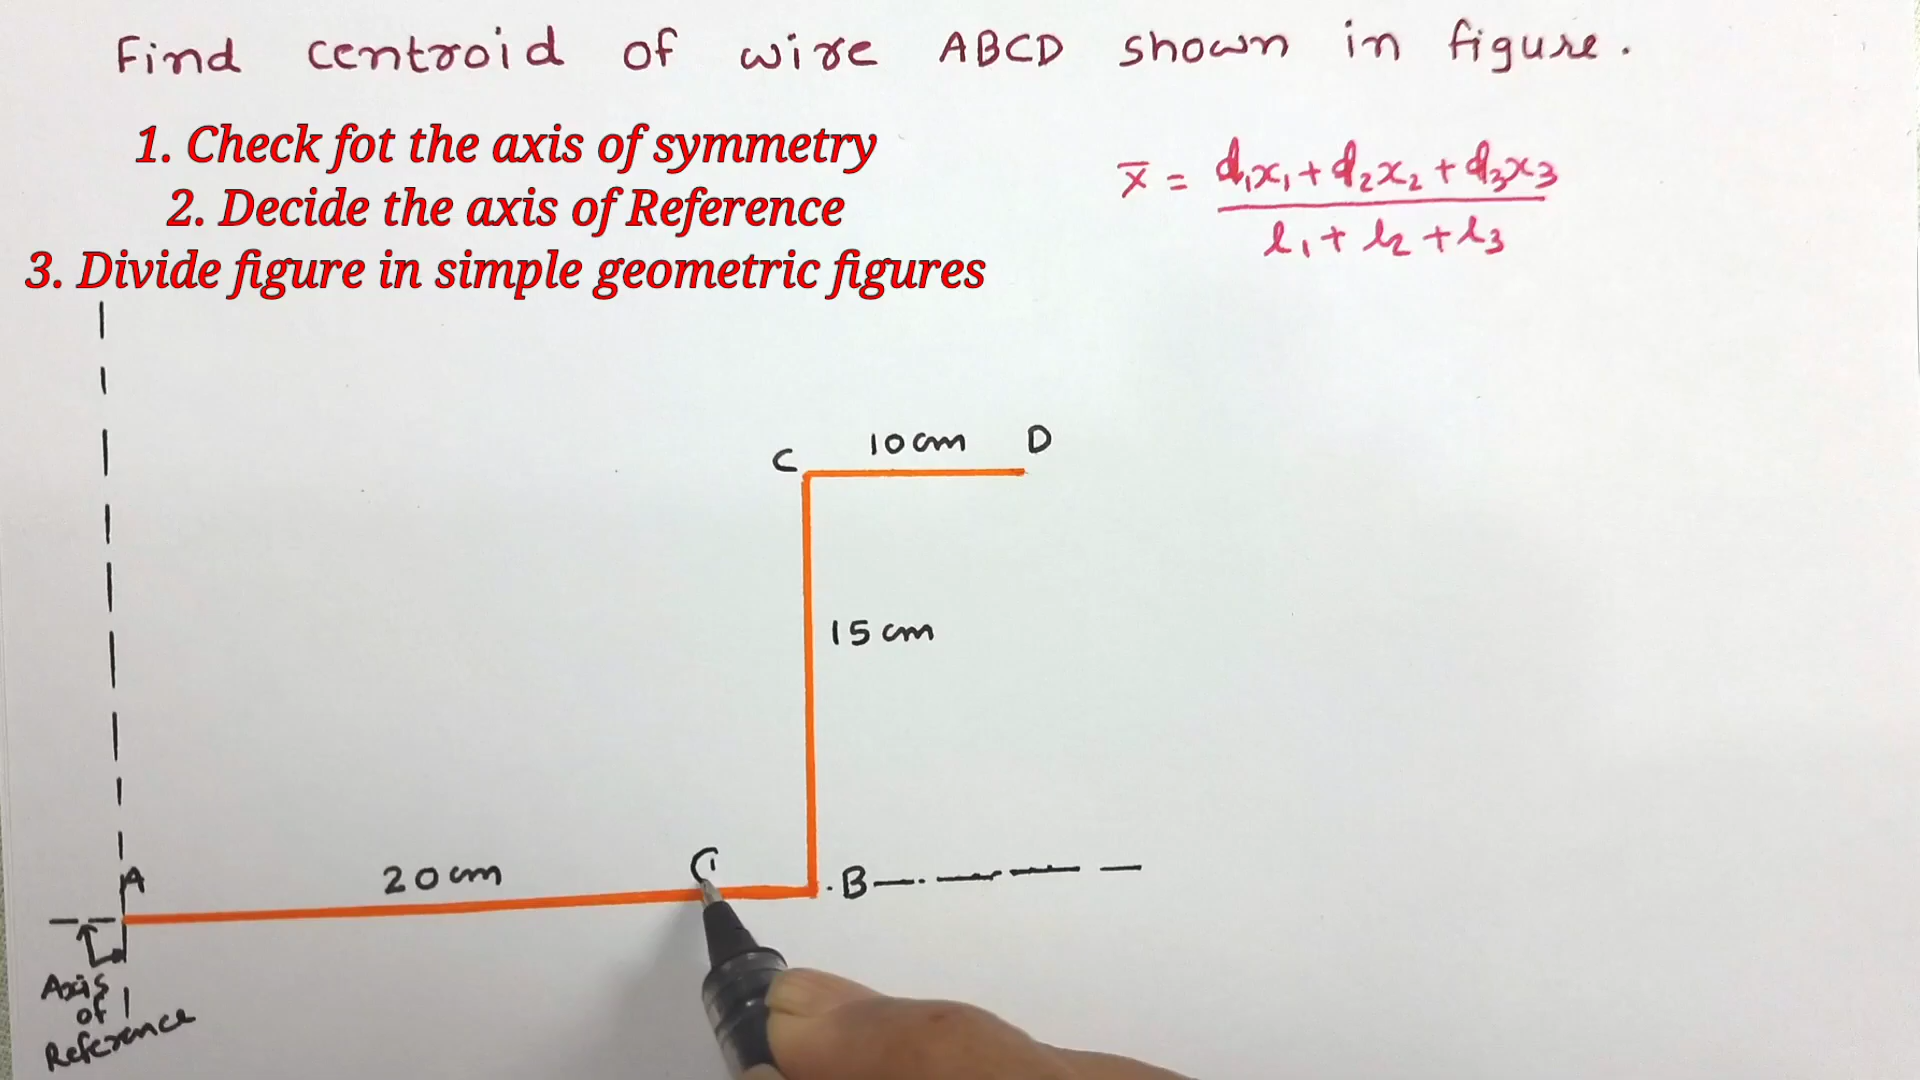 Find centroid of wire ABCD shown in figure.
1. Check fot the axis of symmetry
2. Decide the axis of Reference
3. Divide figure in simple geometric figures
x̄ = l₁x₁ + l₂x₂ + l₃x₃
l₁ + l₂ + l₃
C 10cm D
15cm
A 20cm B
Axis
of
Reference